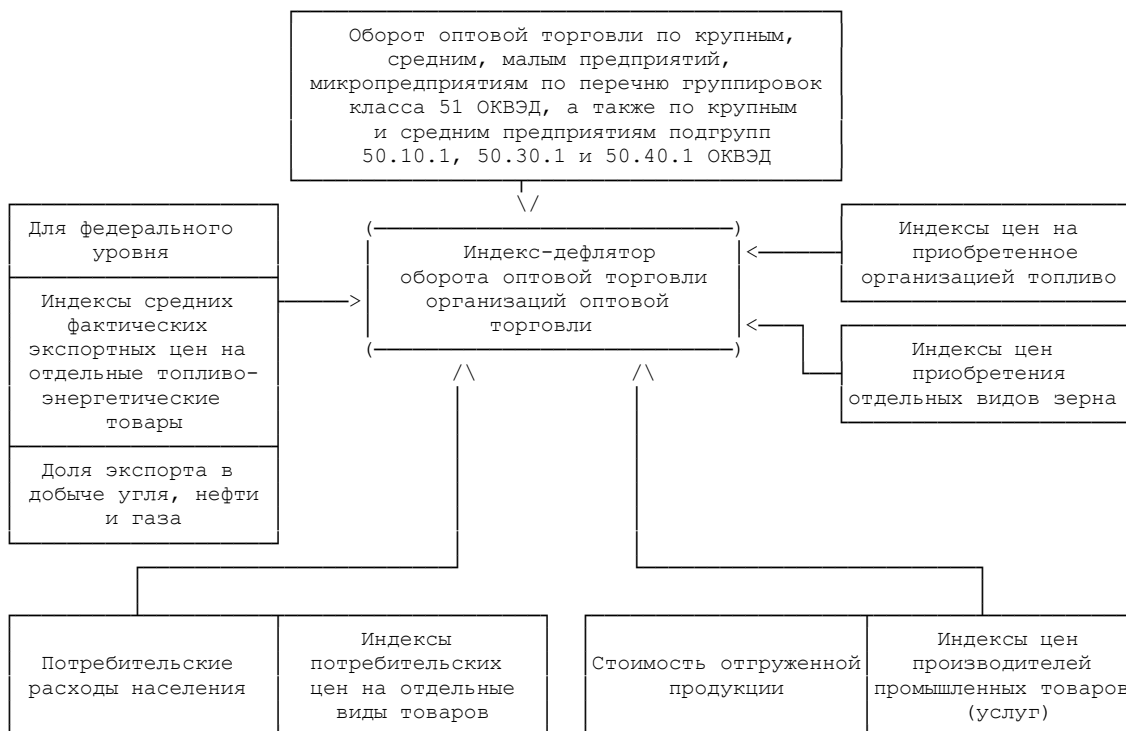 Оборот оптовой торговли по крупным,
средним, малым предприятий,
микропредприятиям по перечню группировок
класса 51 ОКВЭД, а также по крупным
и средним предприятиям подгрупп
50.10.1, 50.30.1 и 50.40.1 ОКВЭД
Для федерального
уровня
Индексы средних
фактических
экспортных цен на
отдельные топливо-
энергетические
товары
Доля экспорта в
добыче угля, нефти
и газа
Индекс-дефлятор
оборота оптовой торговли
организаций оптовой
торговли
Индексы цен на
приобретенное
организацией топливо
Индексы цен
приобретения
отдельных видов зерна
Потребительские
расходы населения
Индексы
потребительских
цен на отдельные
виды товаров
Стоимость отгруженной
продукции
Индексы цен
производителей
промышленных товаров
(услуг)